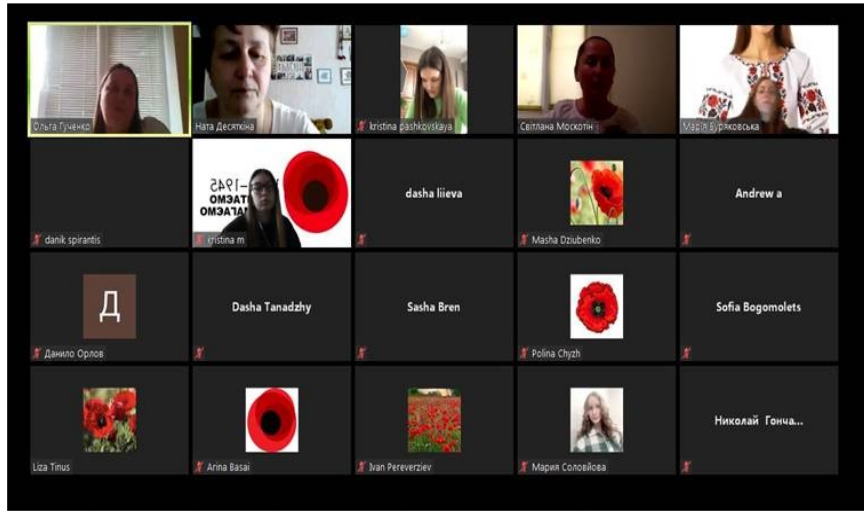 Ольга Гученко
Ната Десяткіна
kristina pashkovskaya
Світлана Москотін
Марія Буряковська
danik spirantis
1945
kristina m
dasha liieva
Masha Dziubenko
Andrew a
Д
Данило Орлов
Dasha Tanadzhy
Sasha Bren
Polina Chyzh
Sofia Bogomolets
Liza Tinus
Arina Basai
Ivan Pereverziev
Мария Соловйова
Николай Гонча...